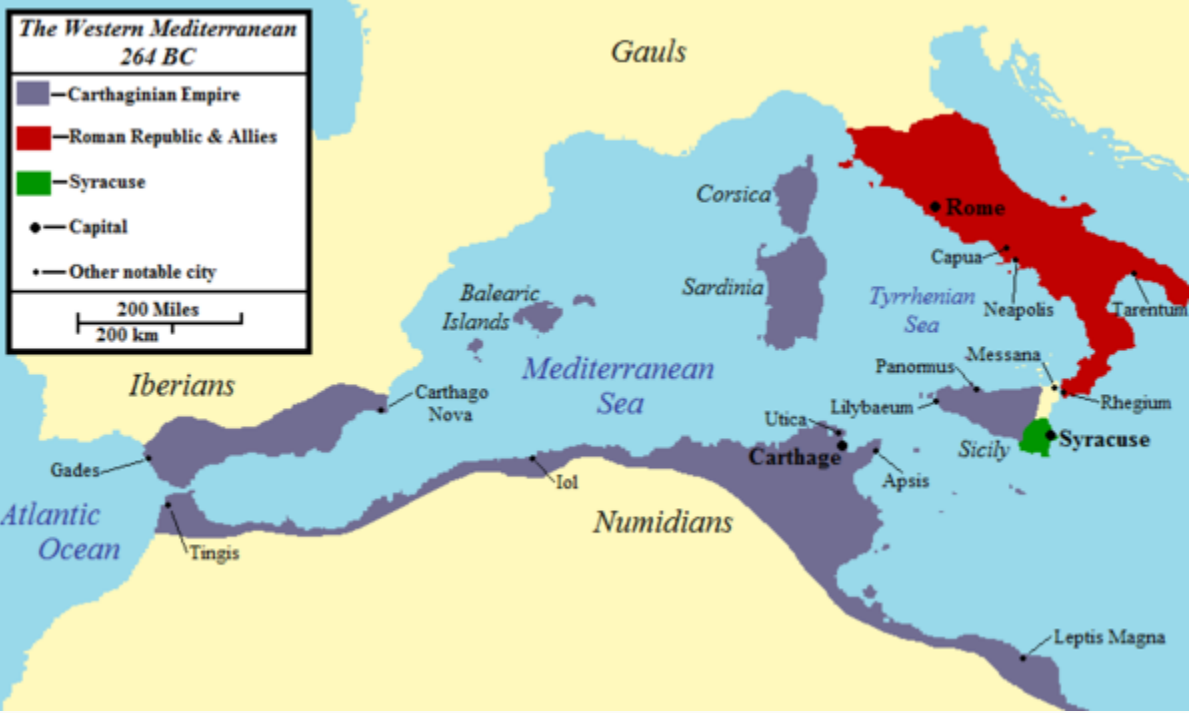 The Western Mediterranean
264 BC
Carthaginian Empire
Roman Republic & Allies
Syracuse
Capital
Other notable city
200 Miles
200 km
Gauls
Corsica
Rome
Capua
Sardinia
Tyrrhenian
Sea
Neapolis
Tarentum
Balearic
Islands
Messana
Panormus
Mediterranean
Sea
Iberians
Carthago
Nova
Lilybaeum
Rhegium
Utica
Syracuse
Sicily
Carthage
Gades
Iol
Apsis
Atlantic
Ocean
Numidians
Tingis
Leptis Magna